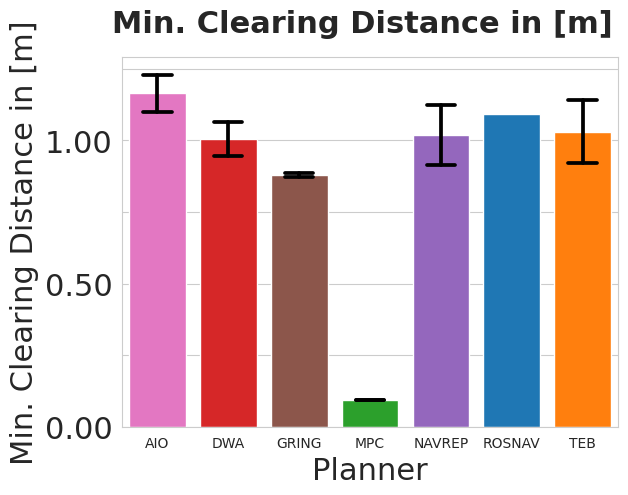 Min. Clearing Distance in [m]
Min. Clearing Distance in [m]
1.00
0.50
0.00
AIO DWA GRING MPC NAVREP ROSNAV TEB
Planner